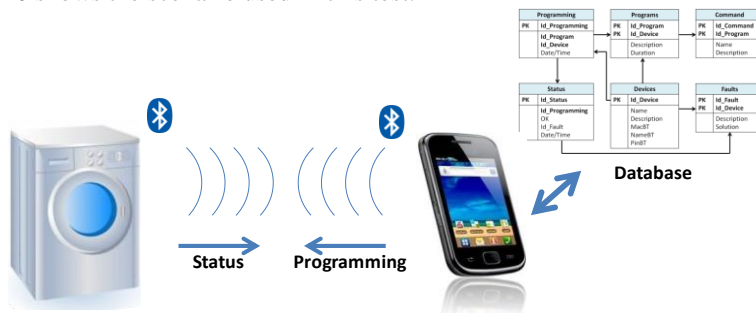 Programming
PK Id_Programming
Id_Program
Id_Device
Date/Time
Programs
PK Id_Program
PK Id_Device
Description
Duration
Command
PK Id_Command
PK Id_Program
Name
Description
Status
PK Id_Status
Id_Programming
OK
Id_Fault
Date/Time
Devices
PK Id_Device
Name
Description
MacBT
NameBT
PinBT
Faults
PK Id_Fault
PK Id_Device
Description
Solution
Database
Status
Programming